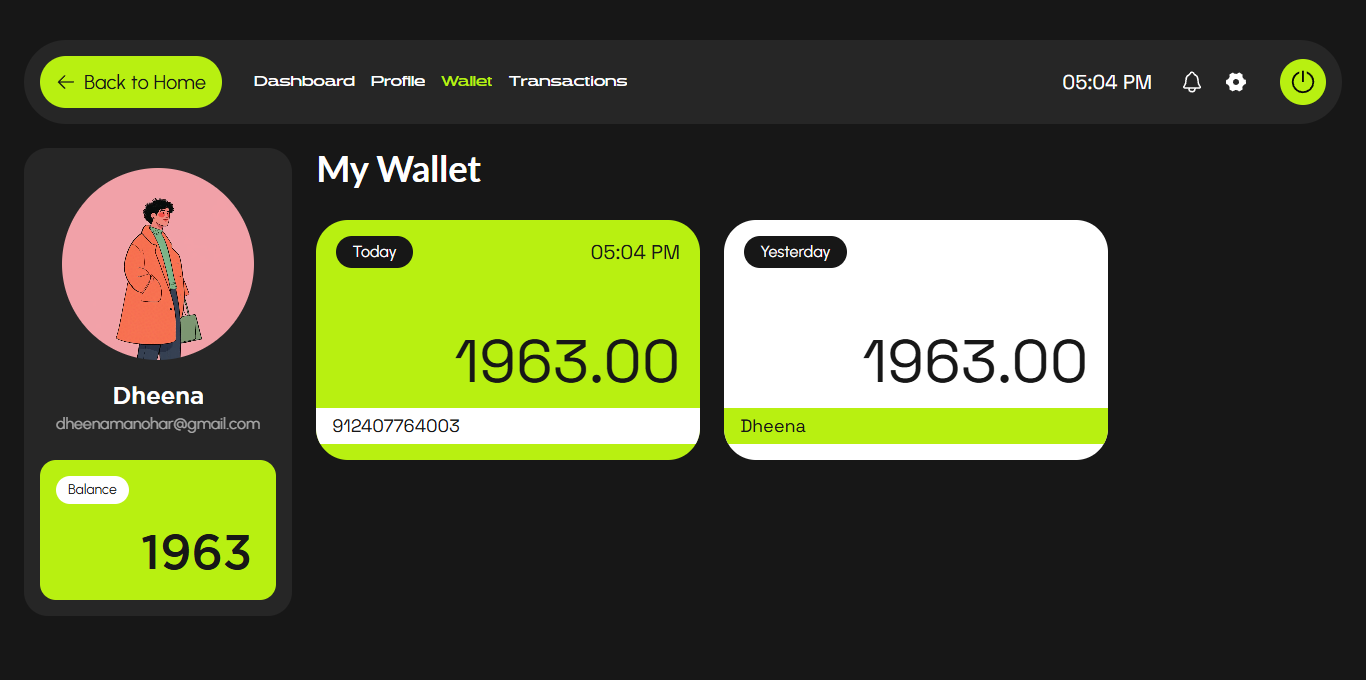 Back to Home Dashboard Profile Wallet Transactions 05:04 PM
My Wallet
Today 05:04 PM
1963.00
912407764003
Yesterday
1963.00
Dheena
Dheena
dheenamanohar@gmail.com
Balance
1963